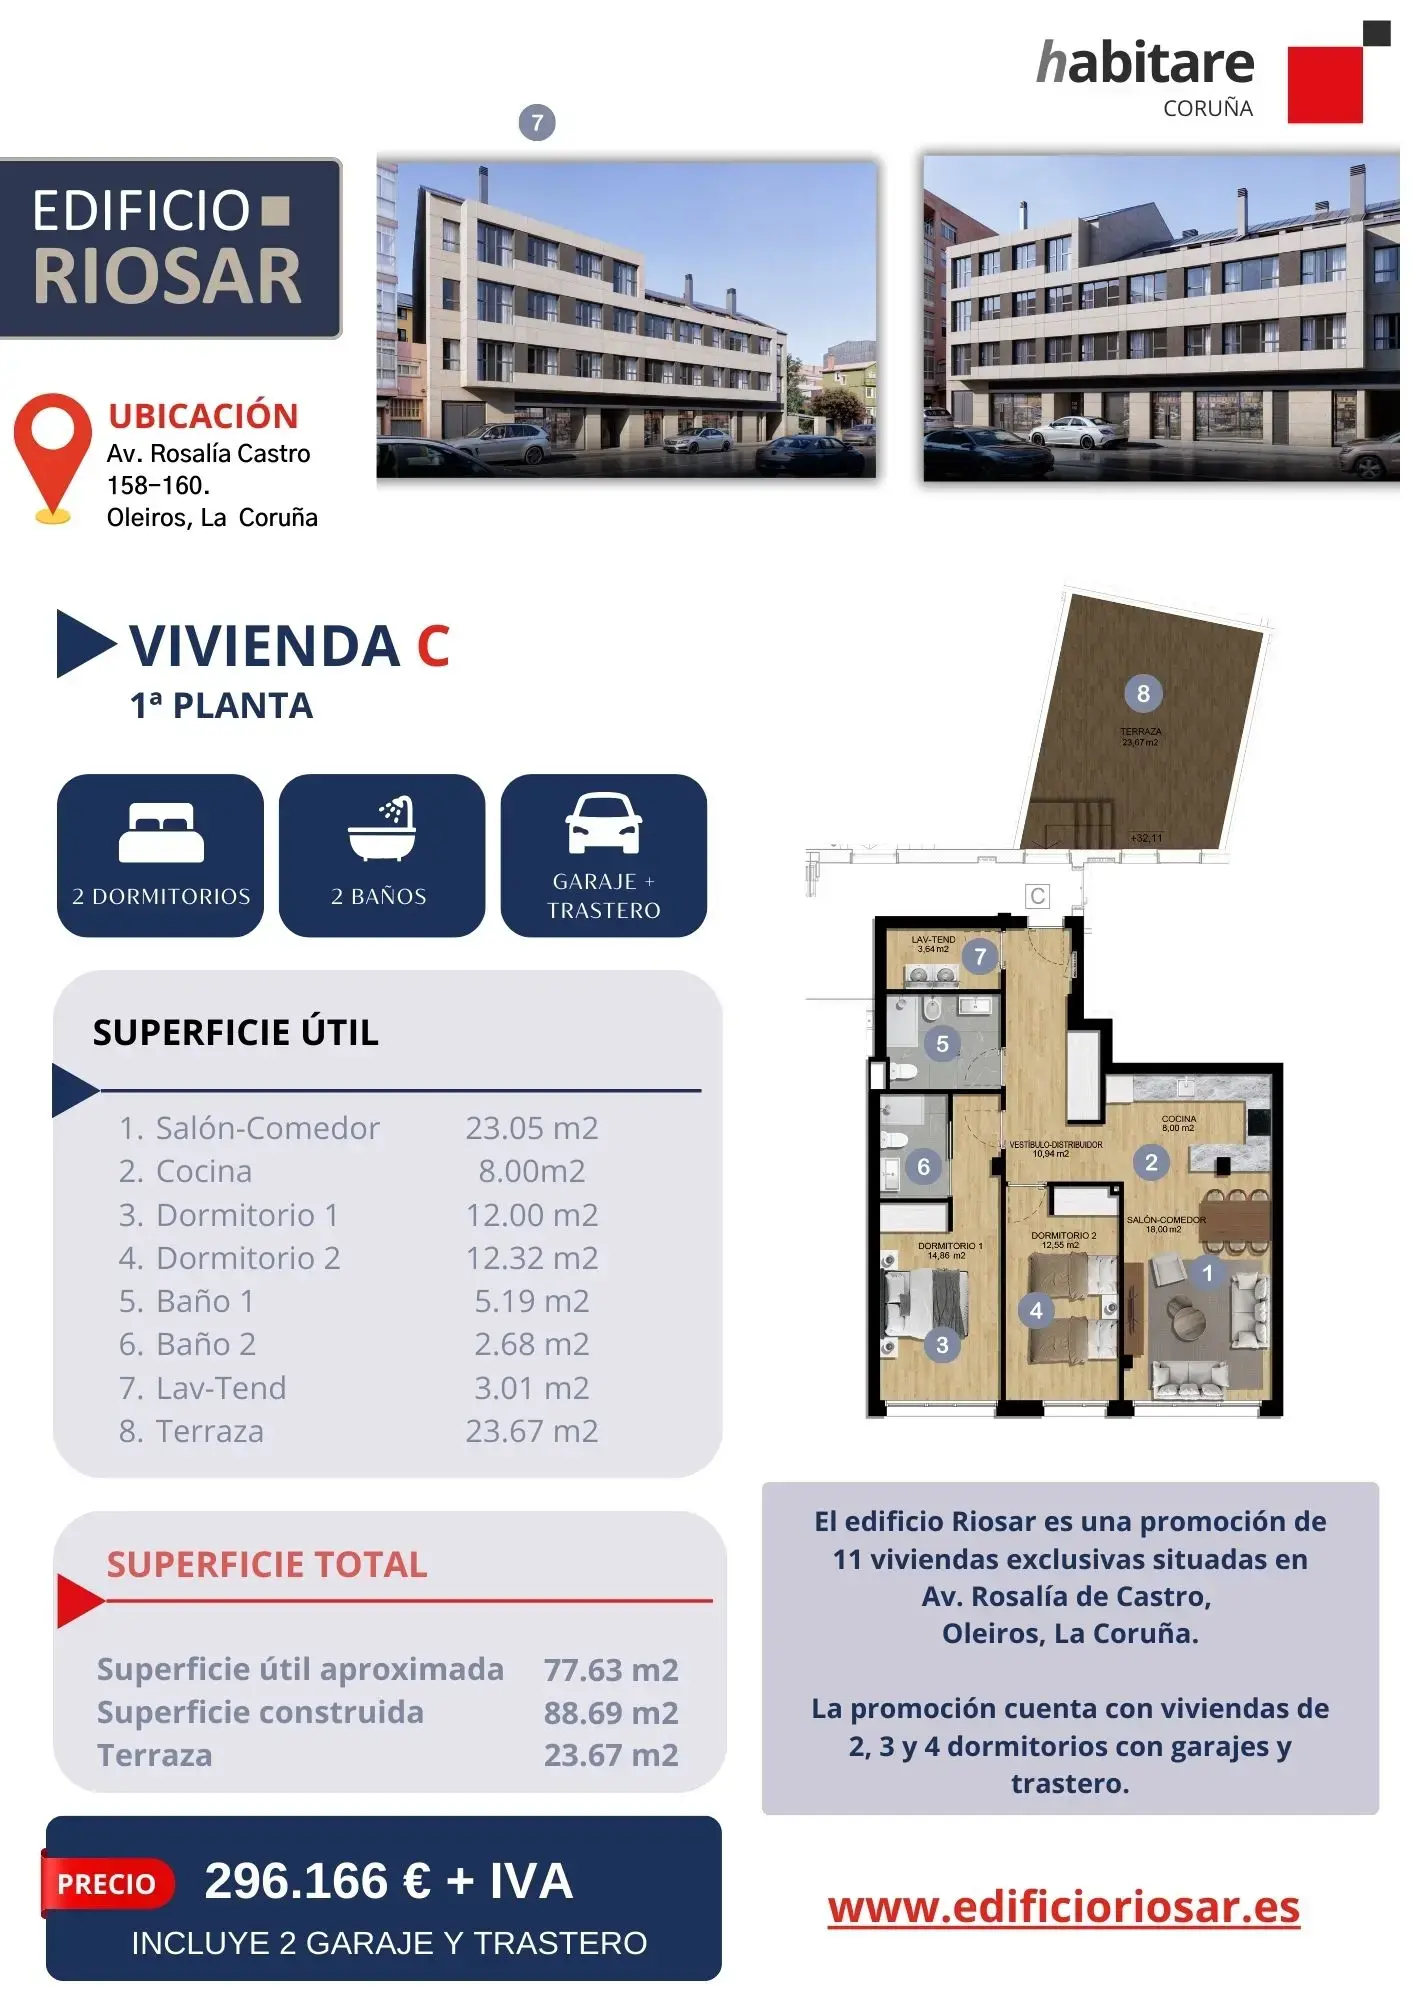 habitare
CORUÑA
7
EDIFICIO
RIOSAR
UBICACIÓN
Av. Rosalía Castro
158-160.
Oleiros, La Coruña
VIVIENDA C
1ª PLANTA
2 DORMITORIOS
2 BAÑOS
GARAJE +
TRASTERO
SUPERFICIE ÚTIL
1. Salón-Comedor 23.05 m2
2. Cocina 8.00m2
3. Dormitorio 1 12.00 m2
4. Dormitorio 2 12.32 m2
5. Baño 1 5.19 m2
6. Baño 2 2.68 m2
7. Lav-Tend 3.01 m2
8. Terraza 23.67 m2
SUPERFICIE TOTAL
Superficie útil aproximada 77.63 m2
Superficie construida 88.69 m2
Terraza 23.67 m2
PRECIO 296.166 € + IVA
INCLUYE 2 GARAJE Y TRASTERO
8
TERRAZA
23,67 m2
+32,11
C
LAV-TEND
3,64 m2
7
5
COCINA
8,00 m2
VESTÍBULO-DISTRIBUIDOR
10,94 m2
2
6
SALÓN-COMEDOR
18,00 m2
DORMITORIO 1
14,86 m2
DORMITORIO 2
12,55 m2
1
4
3
El edificio Riosar es una promoción de
11 viviendas exclusivas situadas en
Av. Rosalía de Castro,
Oleiros, La Coruña.
La promoción cuenta con viviendas de
2, 3 y 4 dormitorios con garajes y
trastero.
www.edificioriosar.es